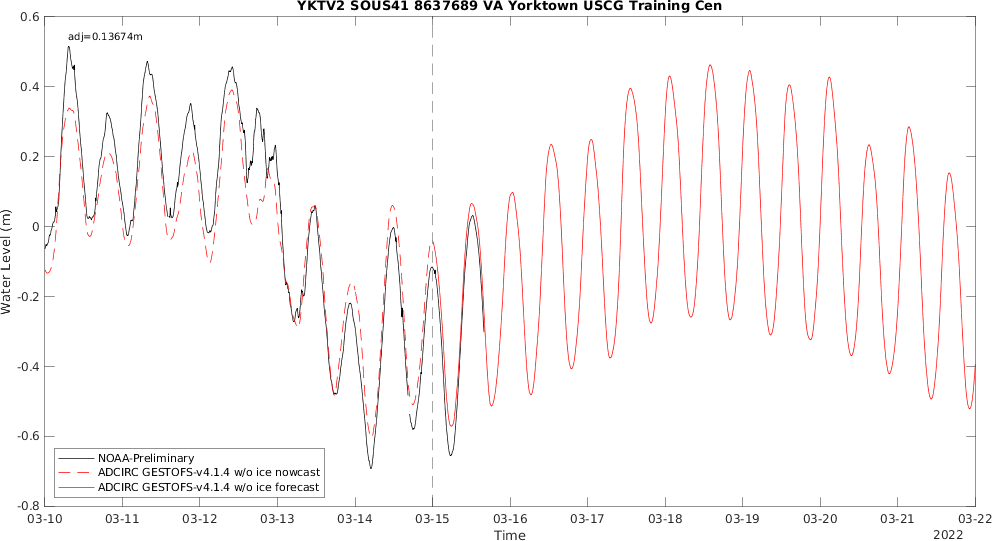 YKTV2 SOUS41 8637689 VA Yorktown USCG Training Cen
adj=0.13674m
0.6
0.4
0.2
0
-0.2
-0.4
-0.6
-0.8
Water Level (m)
NOAA-Preliminary
ADCIRC GESTOFS-v4.1.4 w/o ice nowcast
ADCIRC GESTOFS-v4.1.4 w/o ice forecast
03-10 03-11 03-12 03-13 03-14 03-15 03-16 03-17 03-18 03-19 03-20 03-21 03-22
Time
2022